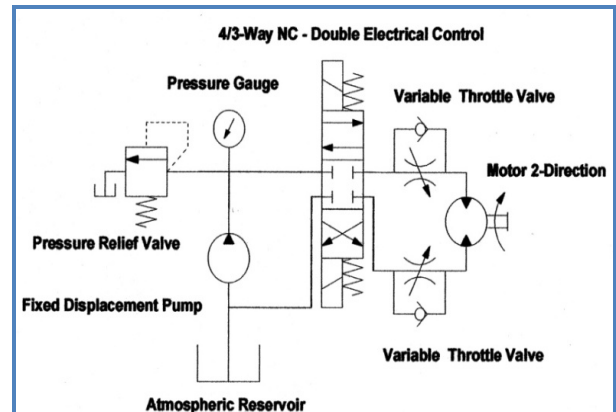 4/3-Way NC - Double Electrical Control
Pressure Gauge
Variable Throttle Valve
Motor 2-Direction
Pressure Relief Valve
Fixed Displacement Pump
Variable Throttle Valve
Atmospheric Reservoir